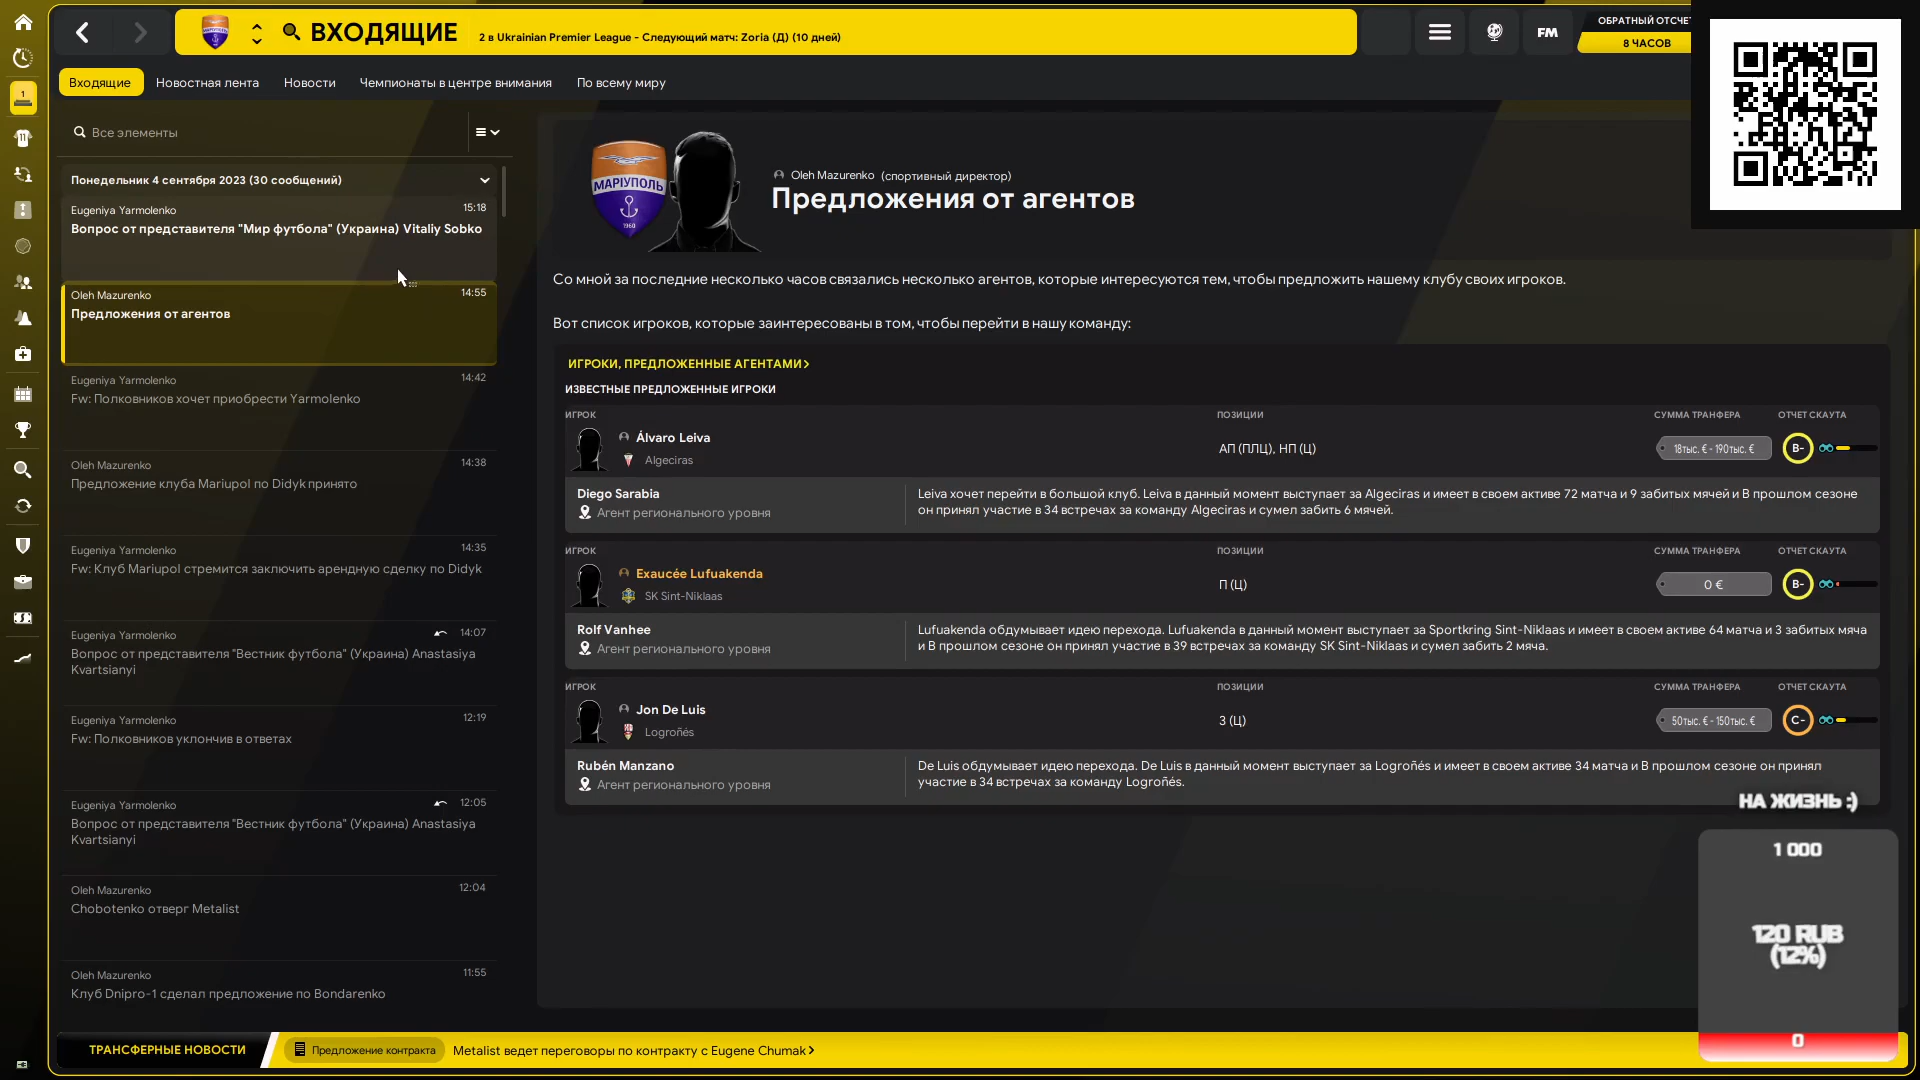 ВХОДЯЩИЕ
2 в Ukrainian Premier League - Следующий матч: Zoria (Д) (10 дней)
FM
ОБРАТНЫЙ ОТСЧЕТ
8 ЧАСОВ
Входящие
Новостная лента
Новости
Чемпионаты в центре внимания
По всему миру
Все элементы
Понедельник 4 сентября 2023 (30 сообщений)
Eugeniya Yarmolenko 15:18
Вопрос от представителя "Мир футбола" (Украина) Vitaliy Sobko
Oleh Mazurenko 14:55
Предложения от агентов
Eugeniya Yarmolenko 14:42
Fw: Полковников хочет приобрести Yarmolenko
Oleh Mazurenko 14:38
Предложение клуба Mariupol по Didyk принято
Eugeniya Yarmolenko 14:35
Fw: Клуб Mariupol стремится заключить арендную сделку по Didyk
Eugeniya Yarmolenko 14:07
Вопрос от представителя "Вестник футбола" (Украина) Anastasiya
Kvartsianyi
Eugeniya Yarmolenko 12:19
Fw: Полковников уклончив в ответах
Eugeniya Yarmolenko 12:05
Вопрос от представителя "Вестник футбола" (Украина) Anastasiya
Kvartsianyi
Oleh Mazurenko 12:04
Chobotenko отверг Metalist
Oleh Mazurenko 11:55
Клуб Dnipro-1 сделал предложение по Bondarenko
МАРІУПОЛЬ
1960
Oleh Mazurenko (спортивный директор)
Предложения от агентов
Со мной за последние несколько часов связались несколько агентов, которые интересуются тем, чтобы предложить нашему клубу своих игроков.
Вот список игроков, которые заинтересованы в том, чтобы перейти в нашу команду:
ИГРОКИ, ПРЕДЛОЖЕННЫЕ АГЕНТАМИ
ИЗВЕСТНЫЕ ПРЕДЛОЖЕННЫЕ ИГРОКИ
ИГРОК ПОЗИЦИИ СУММА ТРАНФЕРА ОТЧЕТ СКАУТА
Álvaro Leiva
Algeciras
АП (ПЛЦ), НП (Ц)
18тыс. € - 190тыс. €
B-
Diego Sarabia
Агент регионального уровня
Leiva хочет перейти в большой клуб. Leiva в данный момент выступает за Algeciras и имеет в своем активе 72 матча и 9 забитых мячей и В прошлом сезоне
он принял участие в 34 встречах за команду Algeciras и сумел забить 6 мячей.
ИГРОК ПОЗИЦИИ СУММА ТРАНФЕРА ОТЧЕТ СКАУТА
Exaucée Lufuakenda
SK Sint-Niklaas
П (Ц)
0 €
B-
Rolf Vanhee
Агент регионального уровня
Lufuakenda обдумывает идею перехода. Lufuakenda в данный момент выступает за Sportkring Sint-Niklaas и имеет в своем активе 64 матча и 3 забитых мяча
и В прошлом сезоне он принял участие в 39 встречах за команду SK Sint-Niklaas и сумел забить 2 мяча.
ИГРОК ПОЗИЦИИ СУММА ТРАНФЕРА ОТЧЕТ СКАУТА
Jon De Luis
Logroñés
З (Ц)
50тыс. € - 150тыс. €
C-
Rubén Manzano
Агент регионального уровня
De Luis обдумывает идею перехода. De Luis в данный момент выступает за Logroñés и имеет в своем активе 34 матча и В прошлом сезоне он принял
участие в 34 встречах за команду Logroñés.
НА ЖИЗНЬ :)
1 000
120 RUB
(12%)
0
ТРАНСФЕРНЫЕ НОВОСТИ
Предложение контракта
Metalist ведет переговоры по контракту с Eugene Chumak